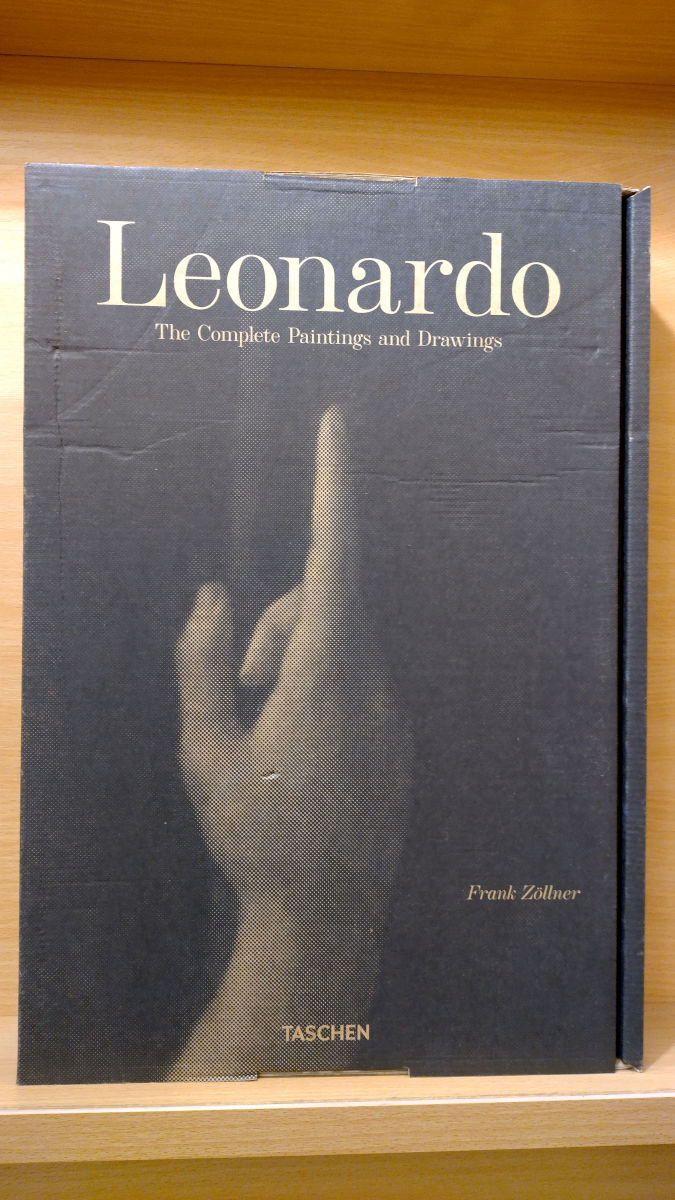 Leonardo
The Complete Paintings and Drawings
Frank Zöllner
TASCHEN